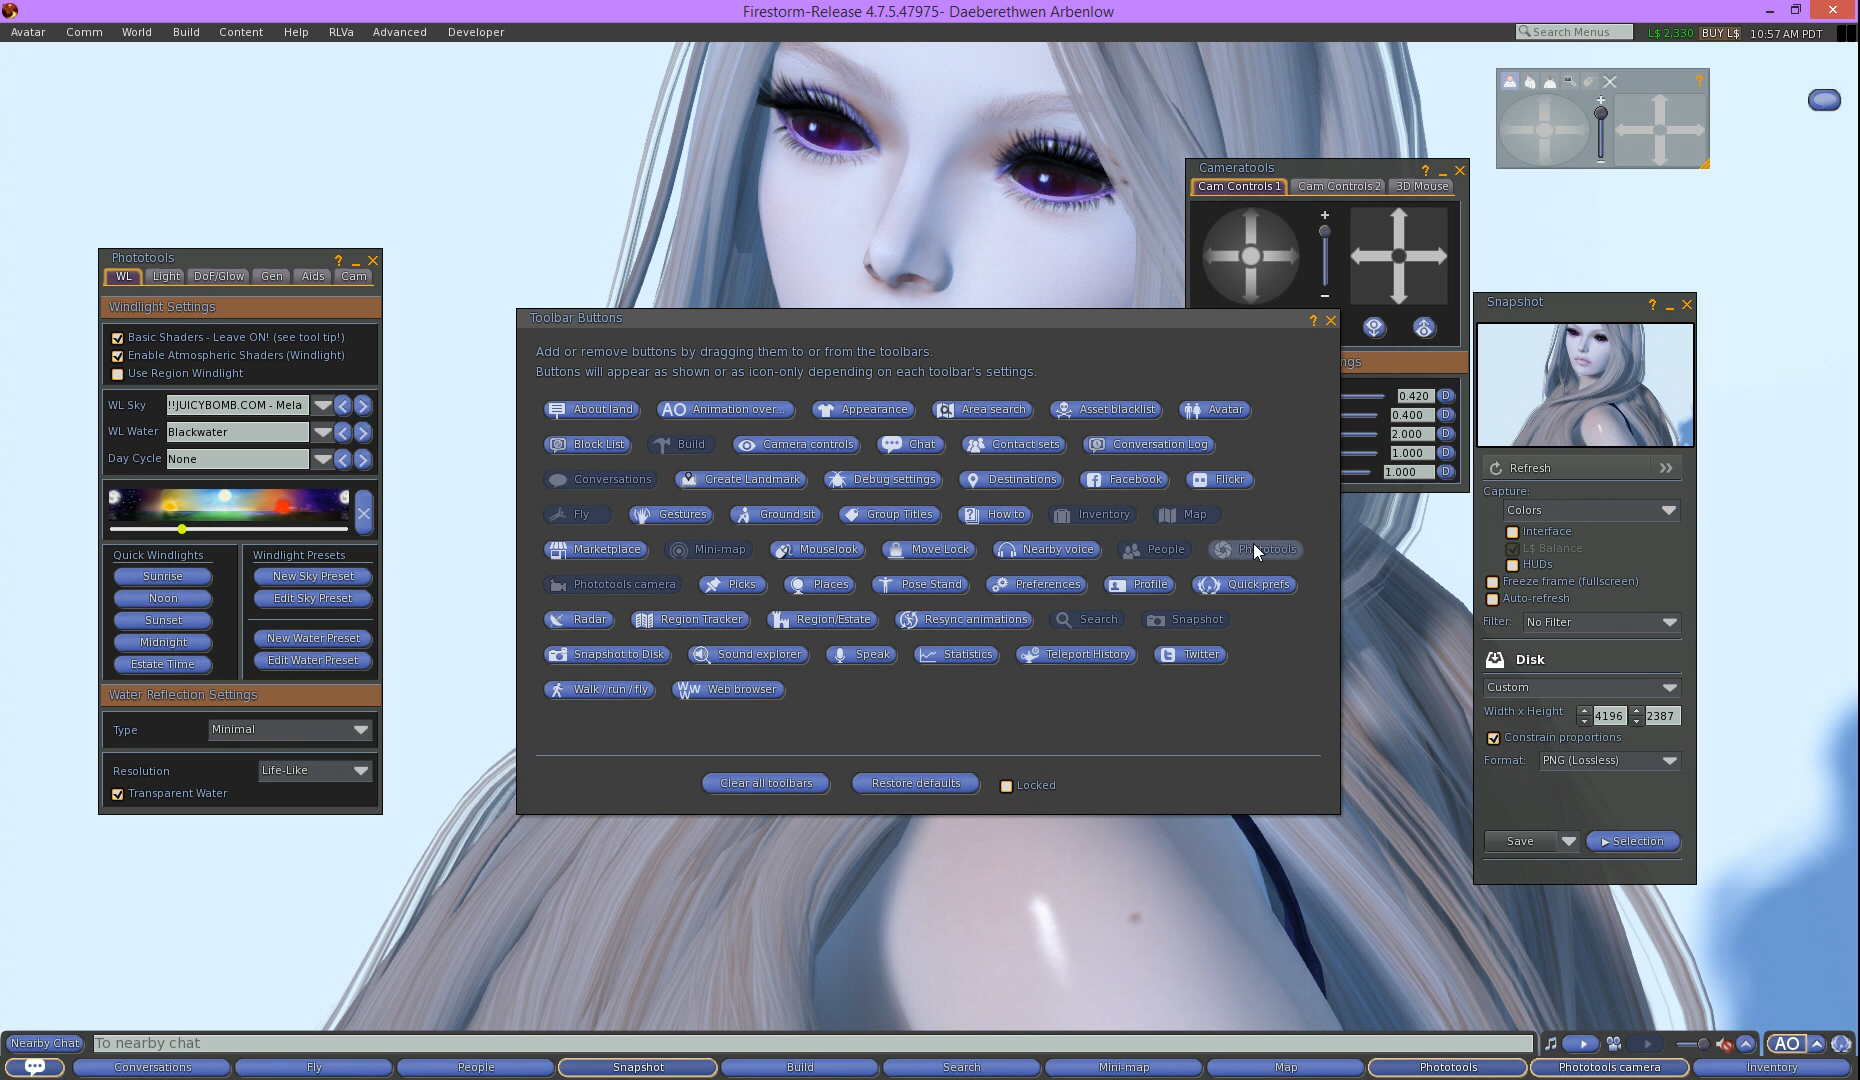 Firestorm-Release 4.7.5.47975- Daeberethwen Arbenlow
Avatar Comm World Build Content Help RLVa Advanced Developer
Search Menus L$ 2,330 BUY L$ 10:57 AM PDT
Cameratools
Cam Controls 1 Cam Controls 2 3D Mouse
0.420 D
0.400 D
2.000 D
1.000 D
1.000 D
Phototools
WL Light DoF/Glow Gen Aids Cam
Windlight Settings
Basic Shaders - Leave ON! (see tool tip!)
Enable Atmospheric Shaders (Windlight)
Use Region Windlight
WL Sky !!JUICYBOMB.COM - Mela
WL Water Blackwater
Day Cycle None
Quick Windlights
Sunrise
Noon
Sunset
Midnight
Estate Time
Windlight Presets
New Sky Preset
Edit Sky Preset
New Water Preset
Edit Water Preset
Water Reflection Settings
Type Minimal
Resolution Life-Like
Transparent Water
Toolbar Buttons
Add or remove buttons by dragging them to or from the toolbars.
Buttons will appear as shown or as icon-only depending on each toolbar's settings.
About land AO Animation over... Appearance Area search Asset blacklist Avatar
Block List Build Camera controls Chat Contact sets Conversation Log
Conversations Create Landmark Debug settings Destinations Facebook Flickr
Fly Gestures Ground sit Group Titles How to Inventory Map
Marketplace Mini-map Mouselook Move Lock Nearby voice People Phototools
Phototools camera Picks Places Pose Stand Preferences Profile Quick prefs
Radar Region Tracker Region/Estate Resync animations Search Snapshot
Snapshot to Disk Sound explorer Speak Statistics Teleport History Twitter
Walk / run / fly Web browser
Clear all toolbars Restore defaults Locked
Snapshot
Refresh
Capture:
Colors
Interface
L$ Balance
HUDs
Freeze frame (fullscreen)
Auto-refresh
Filter: No Filter
Disk
Custom
Width x Height 4196 2387
Constrain proportions
Format: PNG (Lossless)
Save Selection
Nearby Chat To nearby chat AO
Conversations Fly People Snapshot Build Search Mini-map Map Phototools Phototools camera Inventory